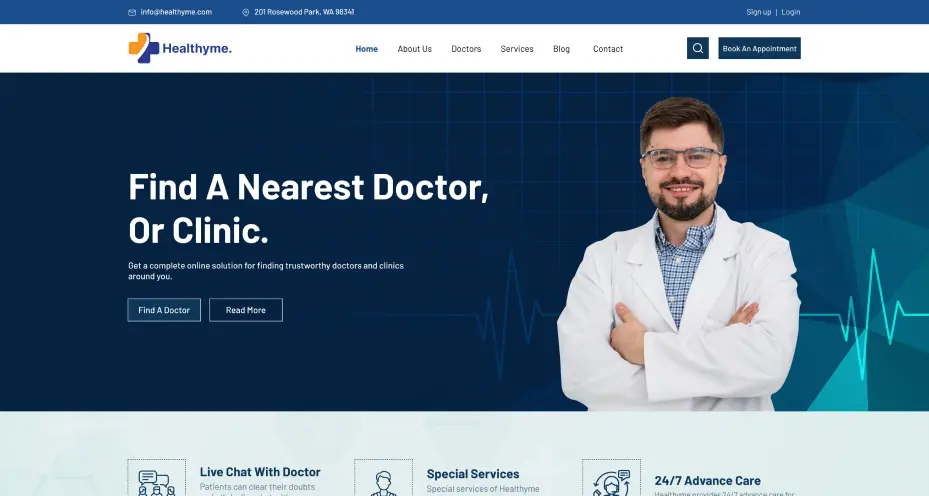 info@healthyme.com
201 Rosewood Park, WA 98341
Sign up | Login
Healthyme.
Home
About Us
Doctors
Services
Blog
Contact
Book An Appointment
Find A Nearest Doctor,
Or Clinic.
Get a complete online solution for finding trustworthy doctors and clinics
around you.
Find A Doctor
Read More
Live Chat With Doctor
Patients can clear their doubts
Special Services
Special services of Healthyme
24/7 Advance Care
Healthyme provides 24/7 advance care for